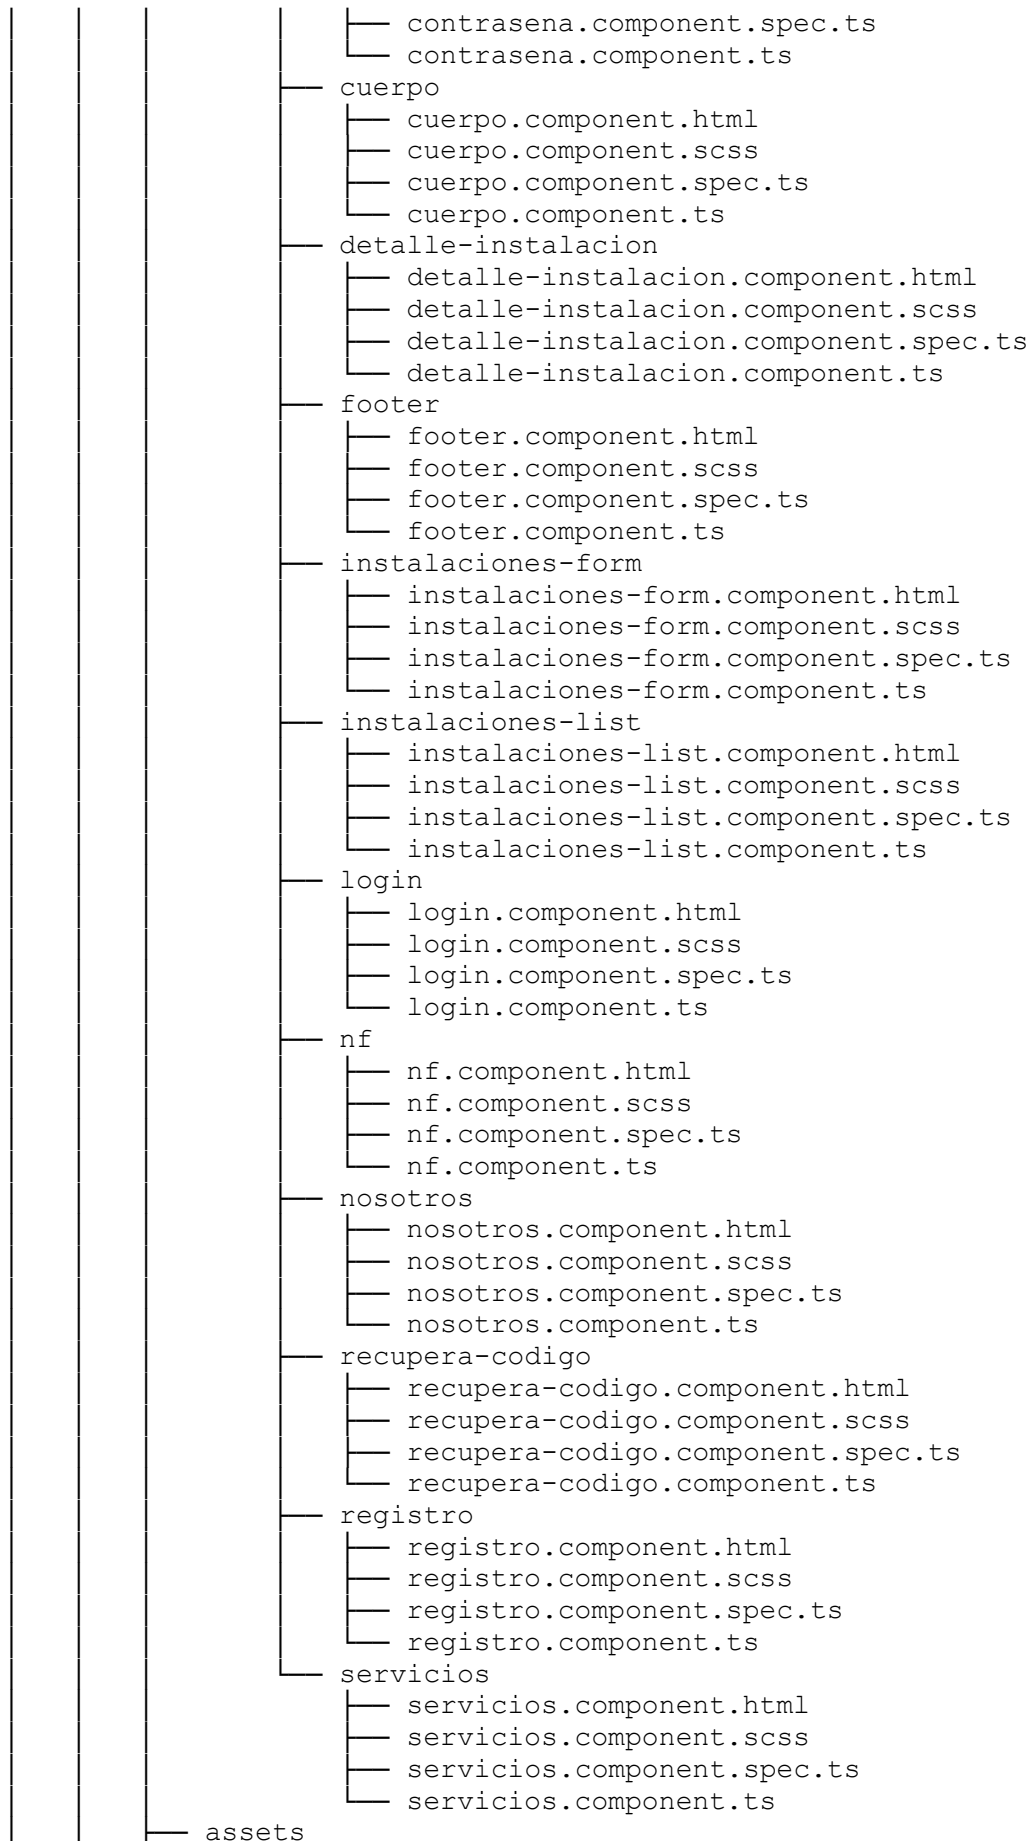 │   │   │       │   ├── contrasena.component.spec.ts
│   │   │       │   └── contrasena.component.ts
│   │   │       ├── cuerpo
│   │   │       │   ├── cuerpo.component.html
│   │   │       │   ├── cuerpo.component.scss
│   │   │       │   ├── cuerpo.component.spec.ts
│   │   │       │   └── cuerpo.component.ts
│   │   │       ├── detalle-instalacion
│   │   │       │   ├── detalle-instalacion.component.html
│   │   │       │   ├── detalle-instalacion.component.scss
│   │   │       │   ├── detalle-instalacion.component.spec.ts
│   │   │       │   └── detalle-instalacion.component.ts
│   │   │       ├── footer
│   │   │       │   ├── footer.component.html
│   │   │       │   ├── footer.component.scss
│   │   │       │   ├── footer.component.spec.ts
│   │   │       │   └── footer.component.ts
│   │   │       ├── instalaciones-form
│   │   │       │   ├── instalaciones-form.component.html
│   │   │       │   ├── instalaciones-form.component.scss
│   │   │       │   ├── instalaciones-form.component.spec.ts
│   │   │       │   └── instalaciones-form.component.ts
│   │   │       ├── instalaciones-list
│   │   │       │   ├── instalaciones-list.component.html
│   │   │       │   ├── instalaciones-list.component.scss
│   │   │       │   ├── instalaciones-list.component.spec.ts
│   │   │       │   └── instalaciones-list.component.ts
│   │   │       ├── login
│   │   │       │   ├── login.component.html
│   │   │       │   ├── login.component.scss
│   │   │       │   ├── login.component.spec.ts
│   │   │       │   └── login.component.ts
│   │   │       ├── nf
│   │   │       │   ├── nf.component.html
│   │   │       │   ├── nf.component.scss
│   │   │       │   ├── nf.component.spec.ts
│   │   │       │   └── nf.component.ts
│   │   │       ├── nosotros
│   │   │       │   ├── nosotros.component.html
│   │   │       │   ├── nosotros.component.scss
│   │   │       │   ├── nosotros.component.spec.ts
│   │   │       │   └── nosotros.component.ts
│   │   │       ├── recupera-codigo
│   │   │       │   ├── recupera-codigo.component.html
│   │   │       │   ├── recupera-codigo.component.scss
│   │   │       │   ├── recupera-codigo.component.spec.ts
│   │   │       │   └── recupera-codigo.component.ts
│   │   │       ├── registro
│   │   │       │   ├── registro.component.html
│   │   │       │   ├── registro.component.scss
│   │   │       │   ├── registro.component.spec.ts
│   │   │       │   └── registro.component.ts
│   │   │       └── servicios
│   │   │           ├── servicios.component.html
│   │   │           ├── servicios.component.scss
│   │   │           ├── servicios.component.spec.ts
│   │   │           └── servicios.component.ts
│   │   ├── assets